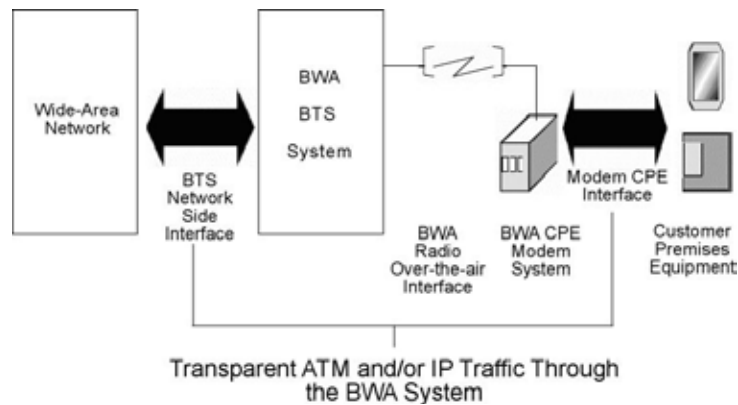 Wide-Area
Network
BTS
Network
Side
Interface
BWA
BTS
System
BWA
Radio
Over-the-air
Interface
BWA CPE
Modem
System
Modem CPE
Interface
Customer
Premises
Equipment
Transparent ATM and/or IP Traffic Through
the BWA System